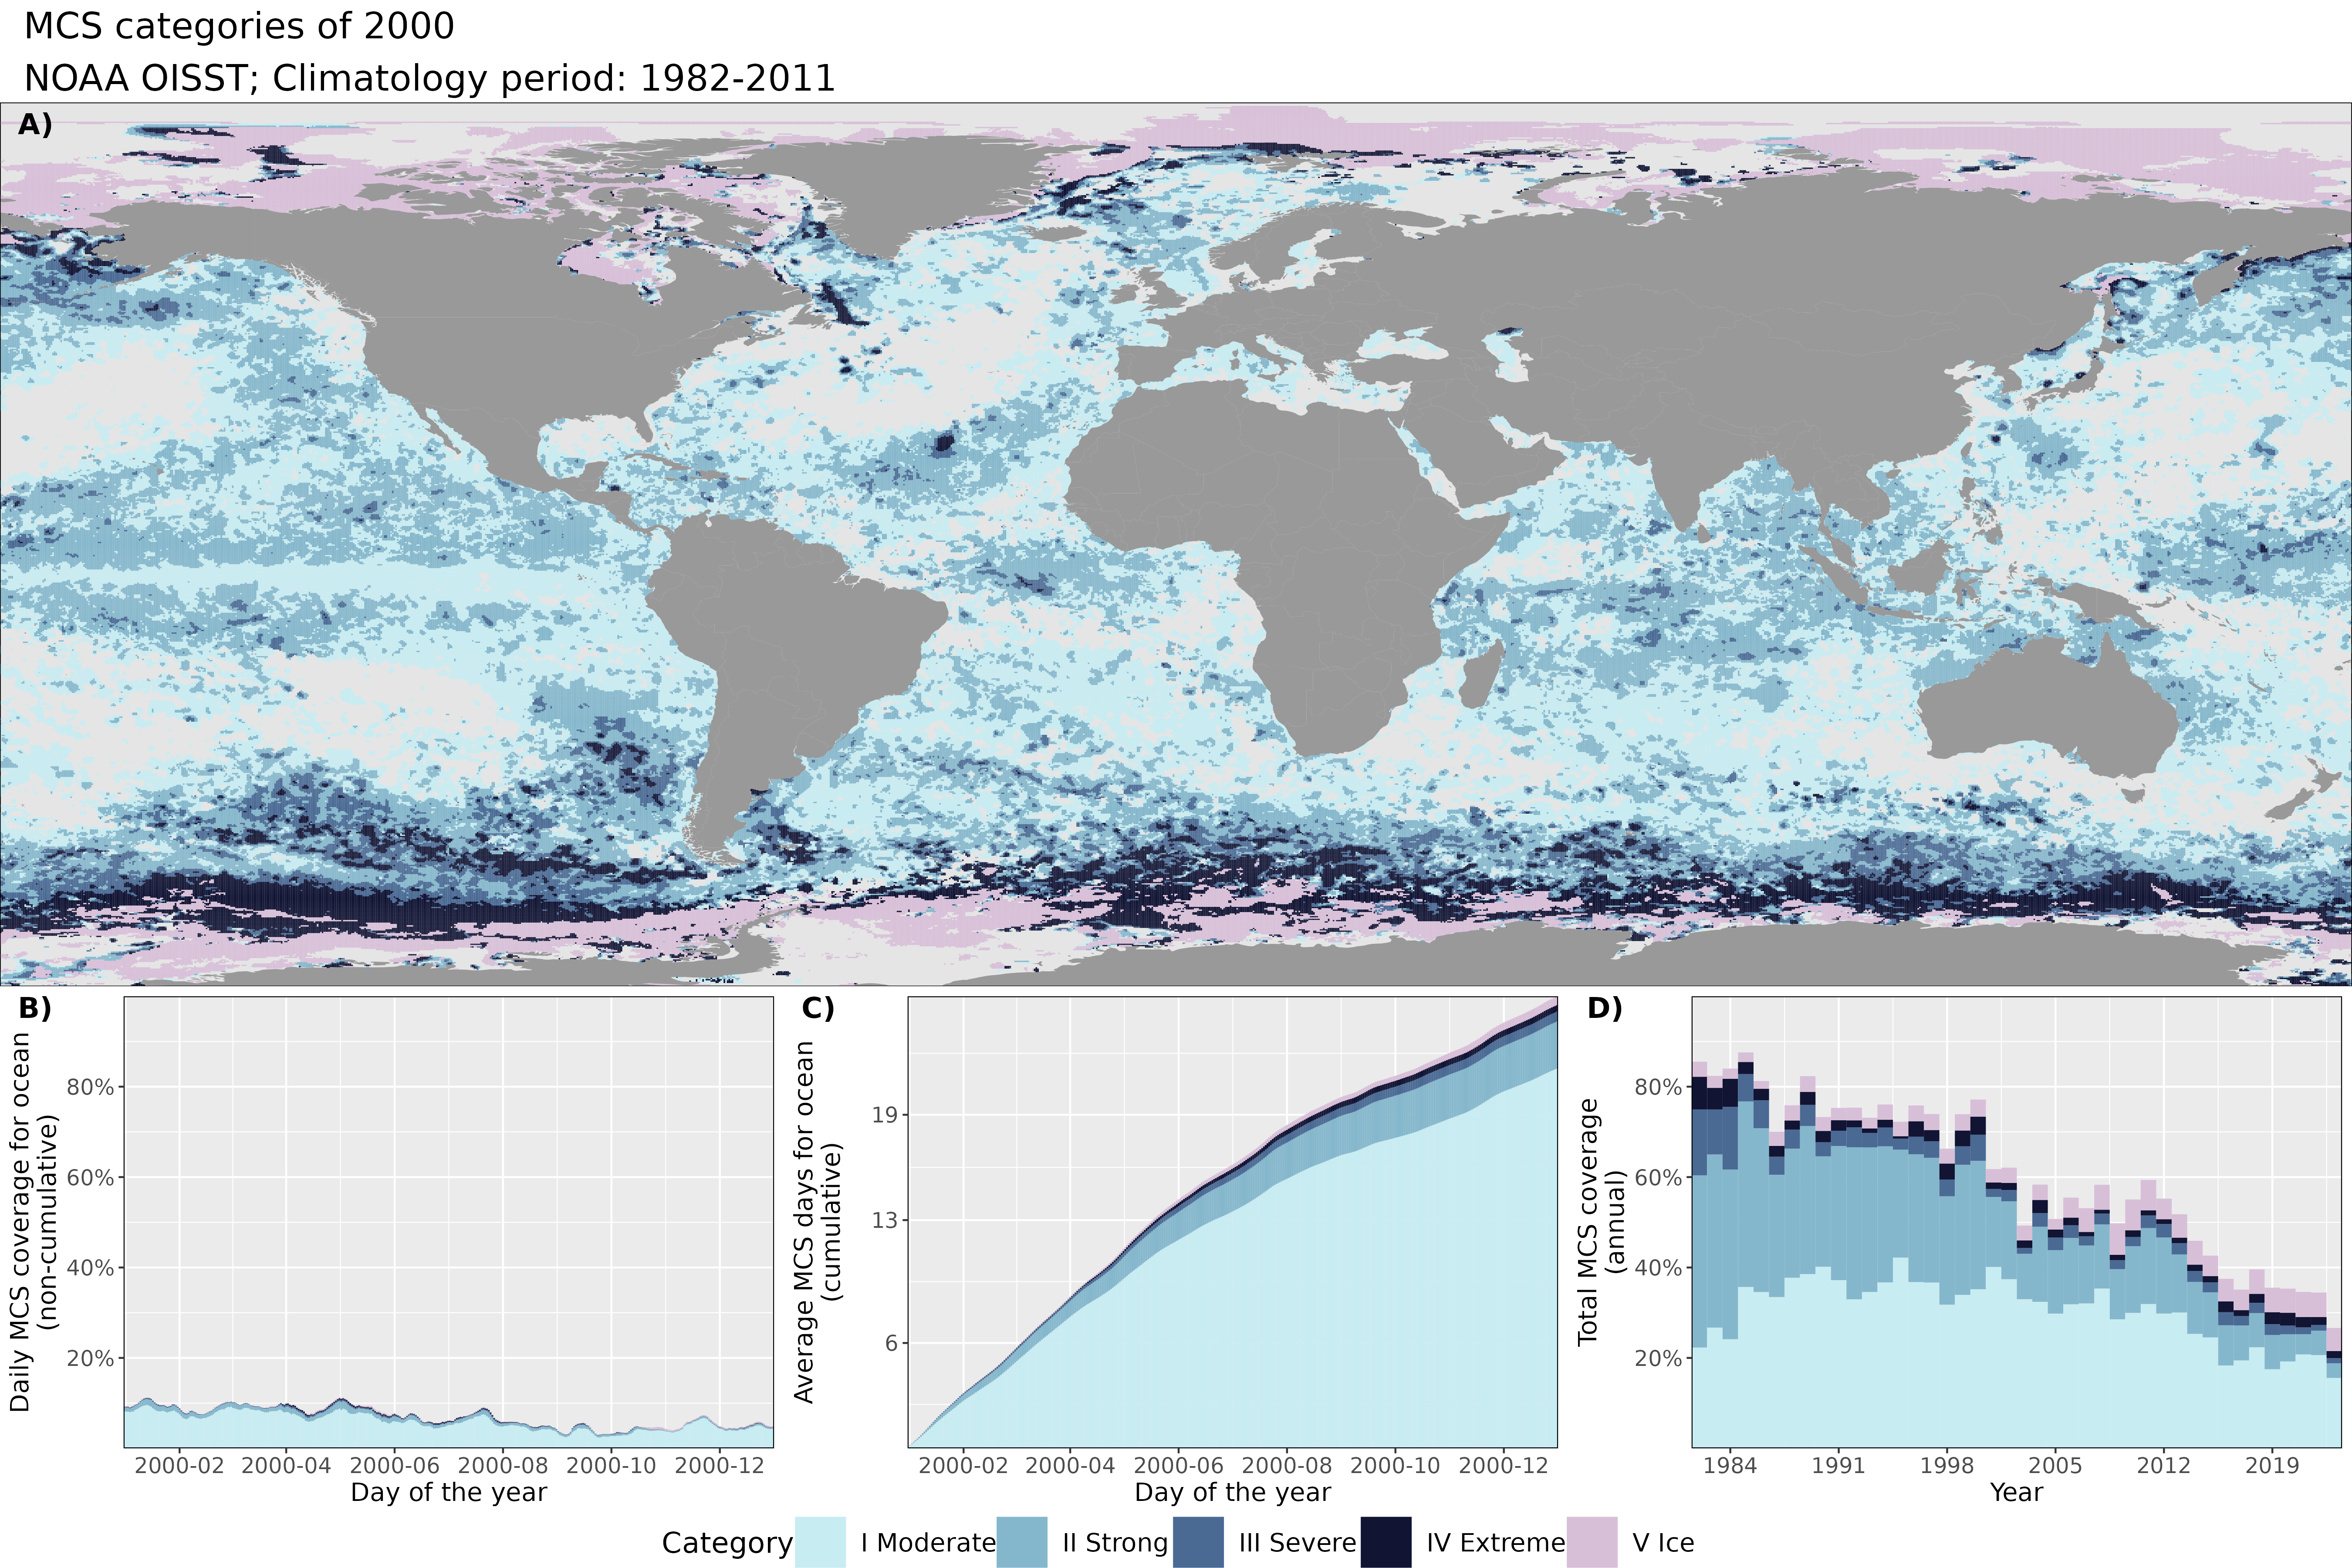 MCS categories of 2000
NOAA OISST; Climatology period: 1982-2011
A)
B)
Daily MCS coverage for ocean
(non-cumulative)
80%
60%
40%
20%
2000-02 2000-04 2000-06 2000-08 2000-10 2000-12
Day of the year
C)
Average MCS days for ocean
(cumulative)
19
13
6
2000-02 2000-04 2000-06 2000-08 2000-10 2000-12
Day of the year
D)
Total MCS coverage
(annual)
80%
60%
40%
20%
1984 1991 1998 2005 2012 2019
Year
Category I Moderate II Strong III Severe IV Extreme V Ice